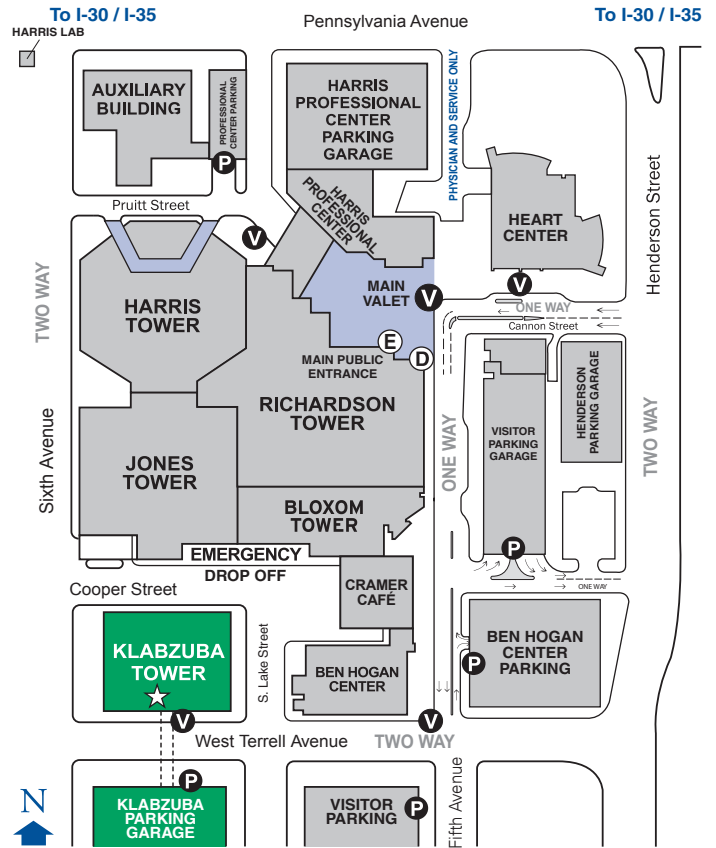 To I-30 / I-35
Pennsylvania Avenue
To I-30 / I-35
HARRIS LAB
AUXILIARY
BUILDING
PROFESSIONAL
CENTER PARKING
P
HARRIS
PROFESSIONAL
CENTER
PARKING
GARAGE
PHYSICIAN AND SERVICE ONLY
HARRIS
PROFESSIONAL
CENTER
HEART
CENTER
Henderson Street
Pruitt Street
V
V
MAIN
VALET
V
ONE WAY
Cannon Street
TWO WAY
HARRIS
TOWER
E
D
MAIN PUBLIC
ENTRANCE
RICHARDSON
TOWER
ONE WAY
VISITOR
PARKING
GARAGE
HENDERSON
PARKING GARAGE
TWO WAY
Sixth Avenue
JONES
TOWER
BLOXOM
TOWER
EMERGENCY
DROP OFF
P
ONE WAY
Cooper Street
CRAMER
CAFÉ
KLABZUBA
TOWER
S. Lake Street
BEN HOGAN
CENTER
BEN HOGAN
CENTER
PARKING
P
V
V
West Terrell Avenue
TWO WAY
P
N
KLABZUBA
PARKING
GARAGE
VISITOR
PARKING
P
Fifth Avenue